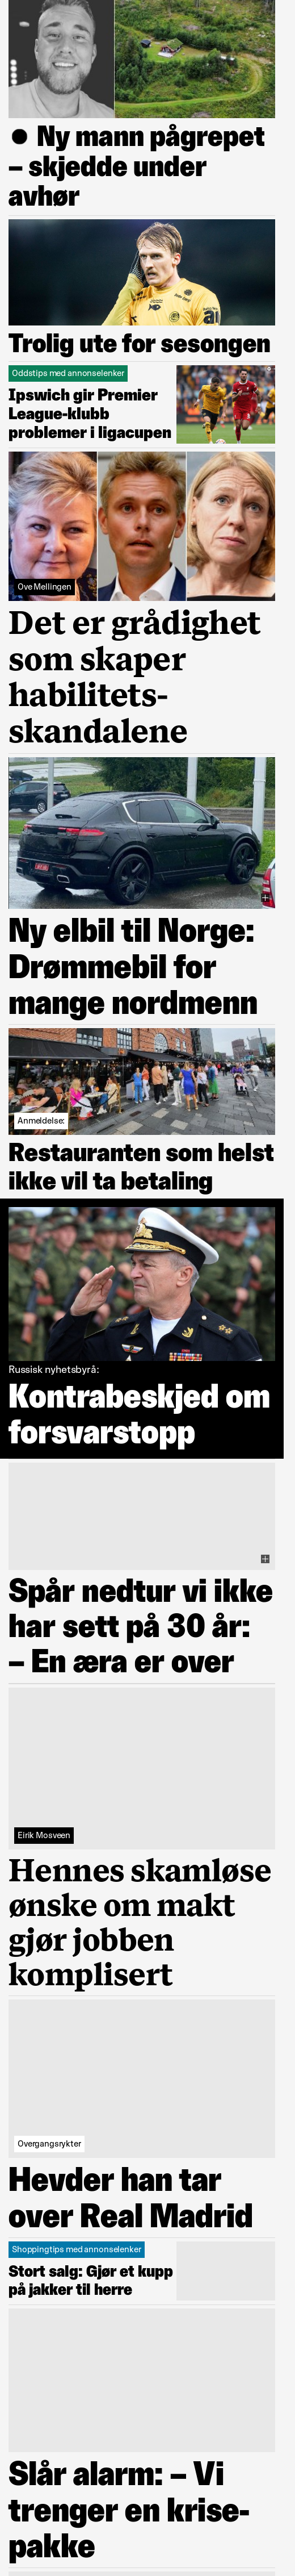 ● Ny mann pågrepet
– skjedde under
avhør
Trolig ute for sesongen
Oddstips med annonselenker
Ipswich gir Premier
League-klubb
problemer i ligacupen
Ove Mellingen
Det er grådighet
som skaper
habilitets-
skandalene
Ny elbil til Norge:
Drømmebil for
mange nordmenn
Anmeldelse:
Restauranten som helst
ikke vil ta betaling
Russisk nyhetsbyrå:
Kontrabeskjed om
forsvarstopp
Spår nedtur vi ikke
har sett på 30 år:
– En æra er over
Eirik Mosveen
Hennes skamløse
ønske om makt
gjør jobben
komplisert
Overgangsrykter
Hevder han tar
over Real Madrid
Shoppingtips med annonselenker
Stort salg: Gjør et kupp
på jakker til herre
Slår alarm: – Vi
trenger en krise-
pakke